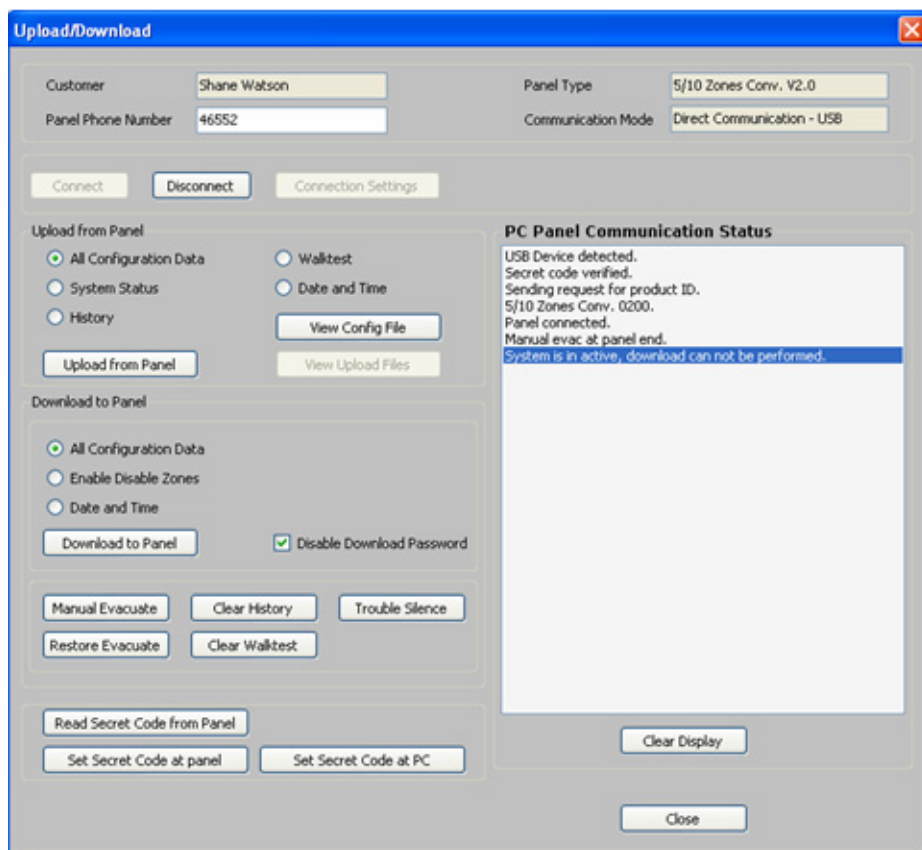 Upload/Download
Customer Shane Watson Panel Type 5/10 Zones Conv. V2.0
Panel Phone Number 46552 Communication Mode Direct Communication - USB
Connect Disconnect Connection Settings
Upload from Panel
All Configuration Data Walktest
System Status Date and Time
History View Config File
Upload from Panel View Upload Files
Download to Panel
All Configuration Data
Enable Disable Zones
Date and Time
Download to Panel Disable Download Password
Manual Evacuate Clear History Trouble Silence
Restore Evacuate Clear Walktest
Read Secret Code from Panel
Set Secret Code at panel Set Secret Code at PC
PC Panel Communication Status
USB Device detected.
Secret code verified.
Sending request for product ID.
5/10 Zones Conv. 0200.
Panel connected.
Manual evac at panel end.
System is in active, download can not be performed.
Clear Display
Close